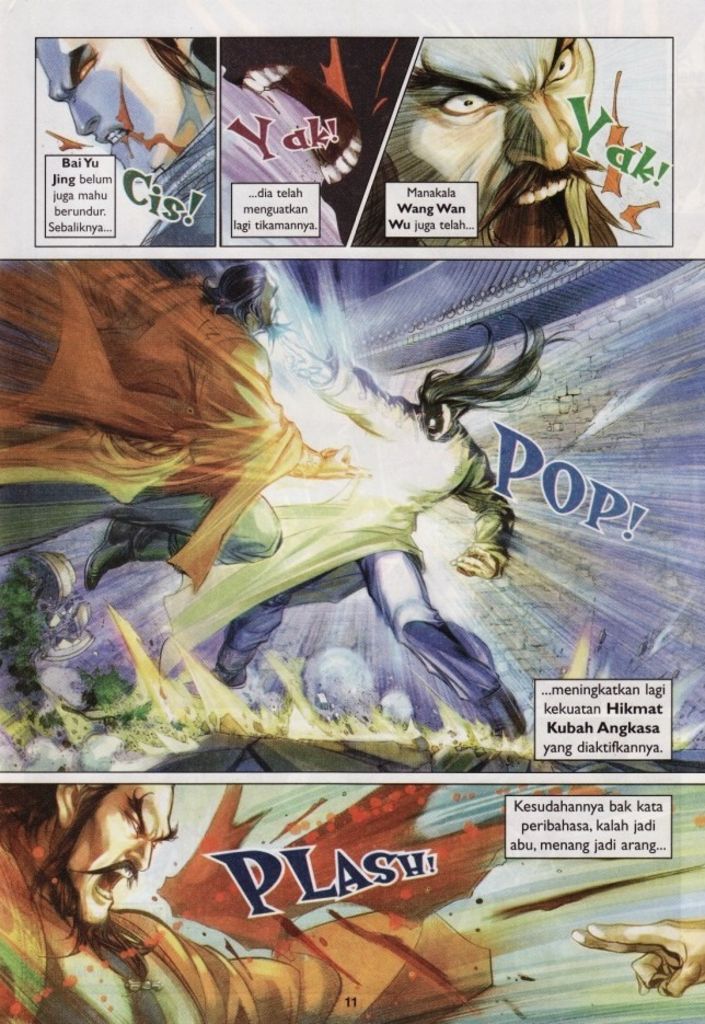 Bai Yu
Jing belum
juga mahu
berundur.
Sebaliknya...
Cis!
Yak!
...dia telah
menguatkan
lagi tikamannya.
Yak!
Manakala
Wang Wan
Wu juga telah...
POP!
...meningkatkan lagi
kekuatan Hikmat
Kubah Angkasa
yang diaktifkannya.
Kesudahannya bak kata
peribahasa, kalah jadi
abu, menang jadi arang...
PLASH!
11